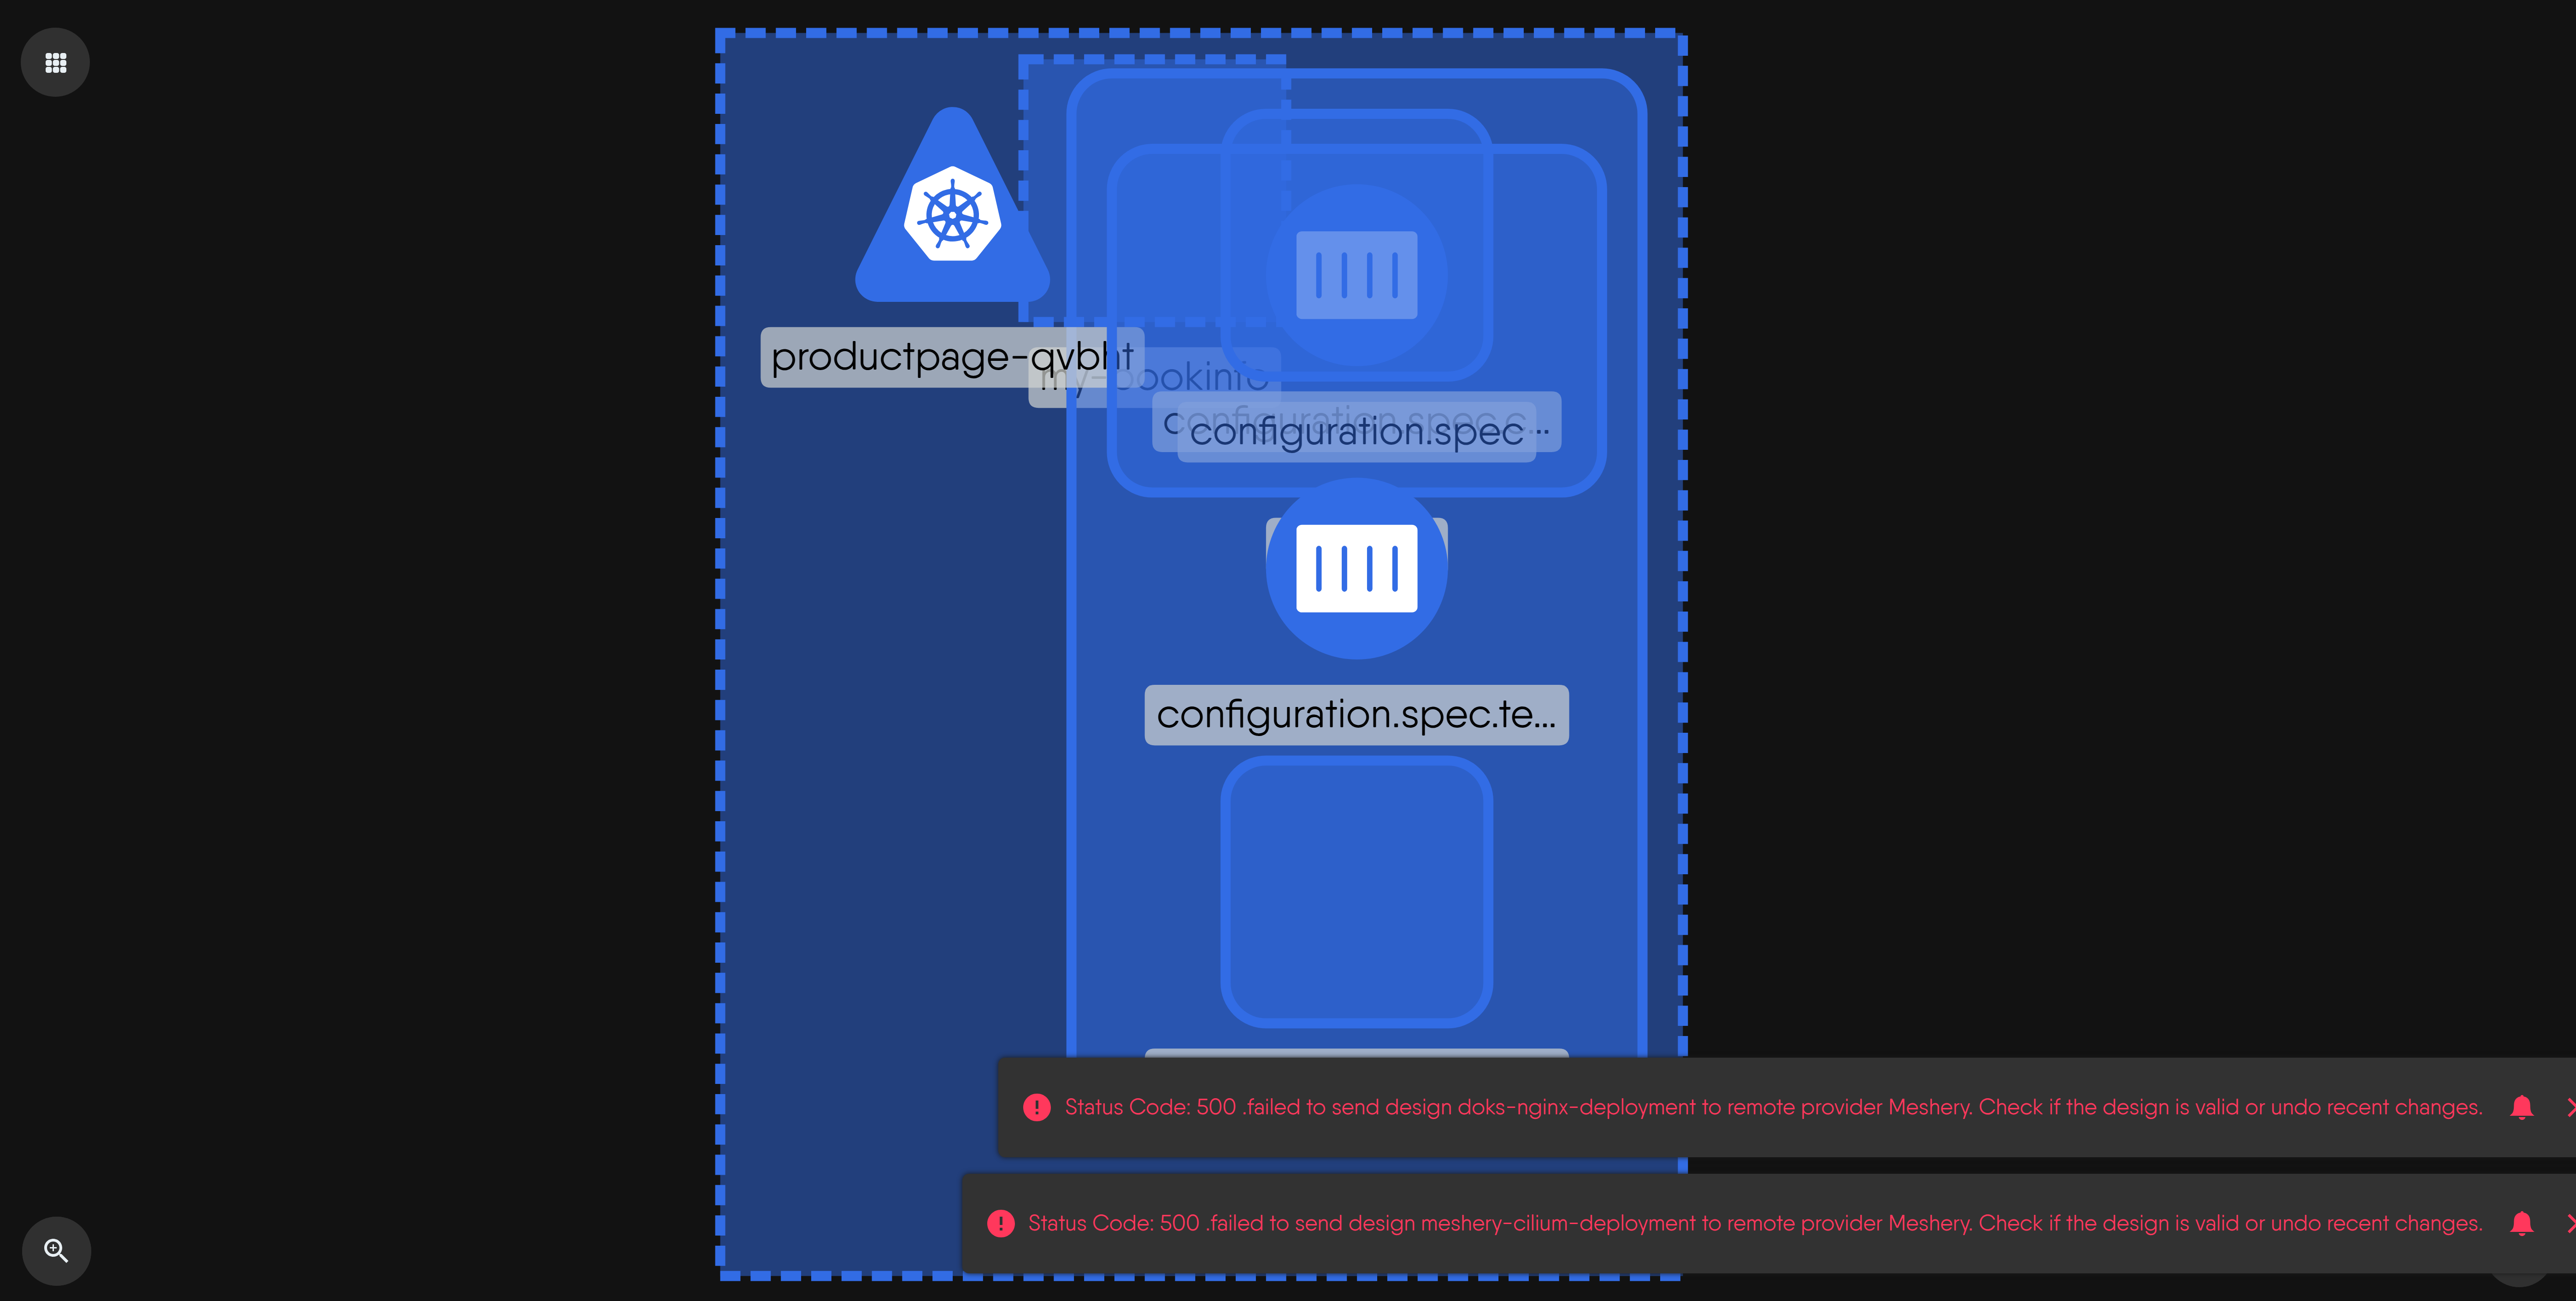 productpage-qvbht
my-bookinfo
configuration.spec.c...
configuration.spec
configuration.spec.te...
Status Code: 500 .failed to send design doks-nginx-deployment to remote provider Meshery. Check if the design is valid or undo recent changes.
Status Code: 500 .failed to send design meshery-cilium-deployment to remote provider Meshery. Check if the design is valid or undo recent changes.